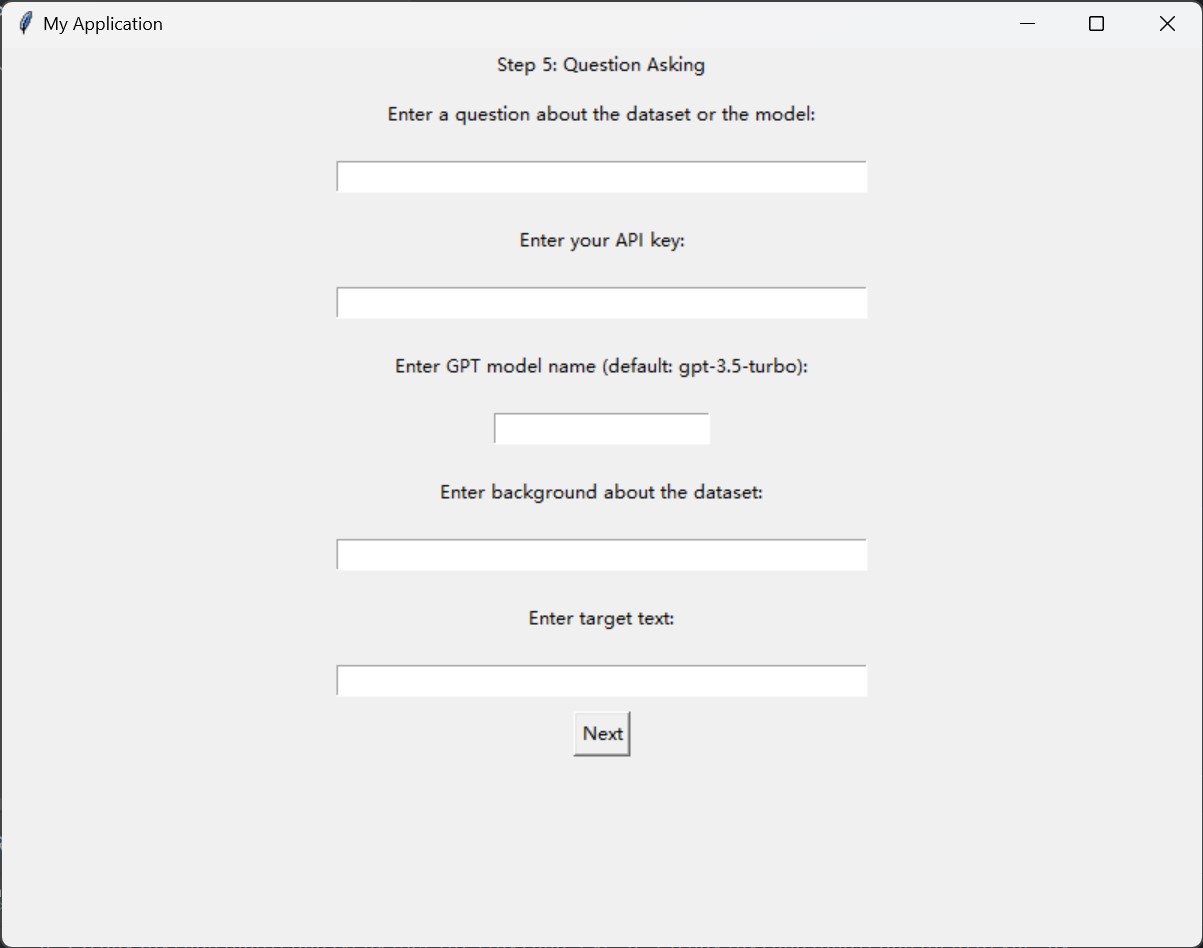 My Application
Step 5: Question Asking
Enter a question about the dataset or the model:
Enter your API key:
Enter GPT model name (default: gpt-3.5-turbo):
Enter background about the dataset:
Enter target text:
Next